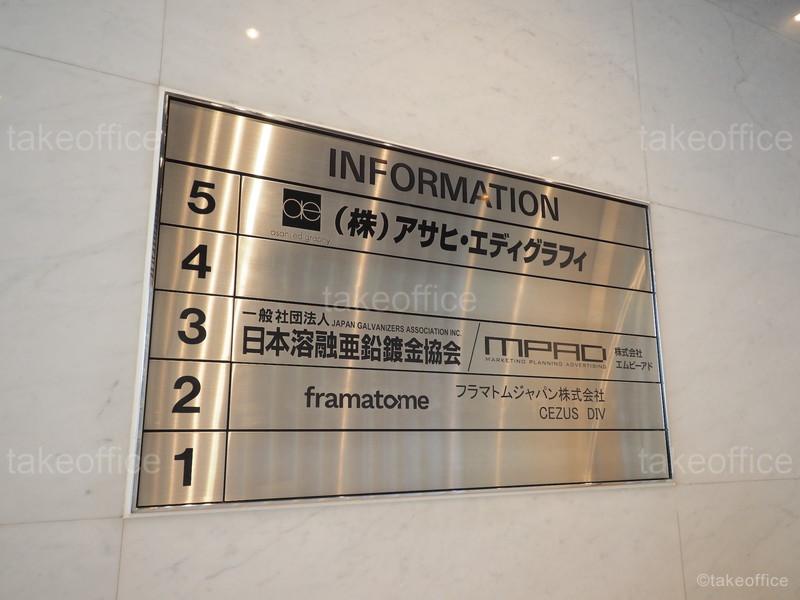 INFORMATION
5
ae
asahi edigraphy
(株)アサヒ・エディグラフィ
4
3
一般社団法人 JAPAN GALVANIZERS ASSOCIATION INC.
日本溶融亜鉛鍍金協会
MPAD
MARKETING PLANNING ADVERTISING
株式会社
エムピーアド
2
framatome
フラマトムジャパン株式会社
CEZUS DIV
1
takeoffice
takeoffice
takeoffice
takeoffice
takeoffice
©takeoffice